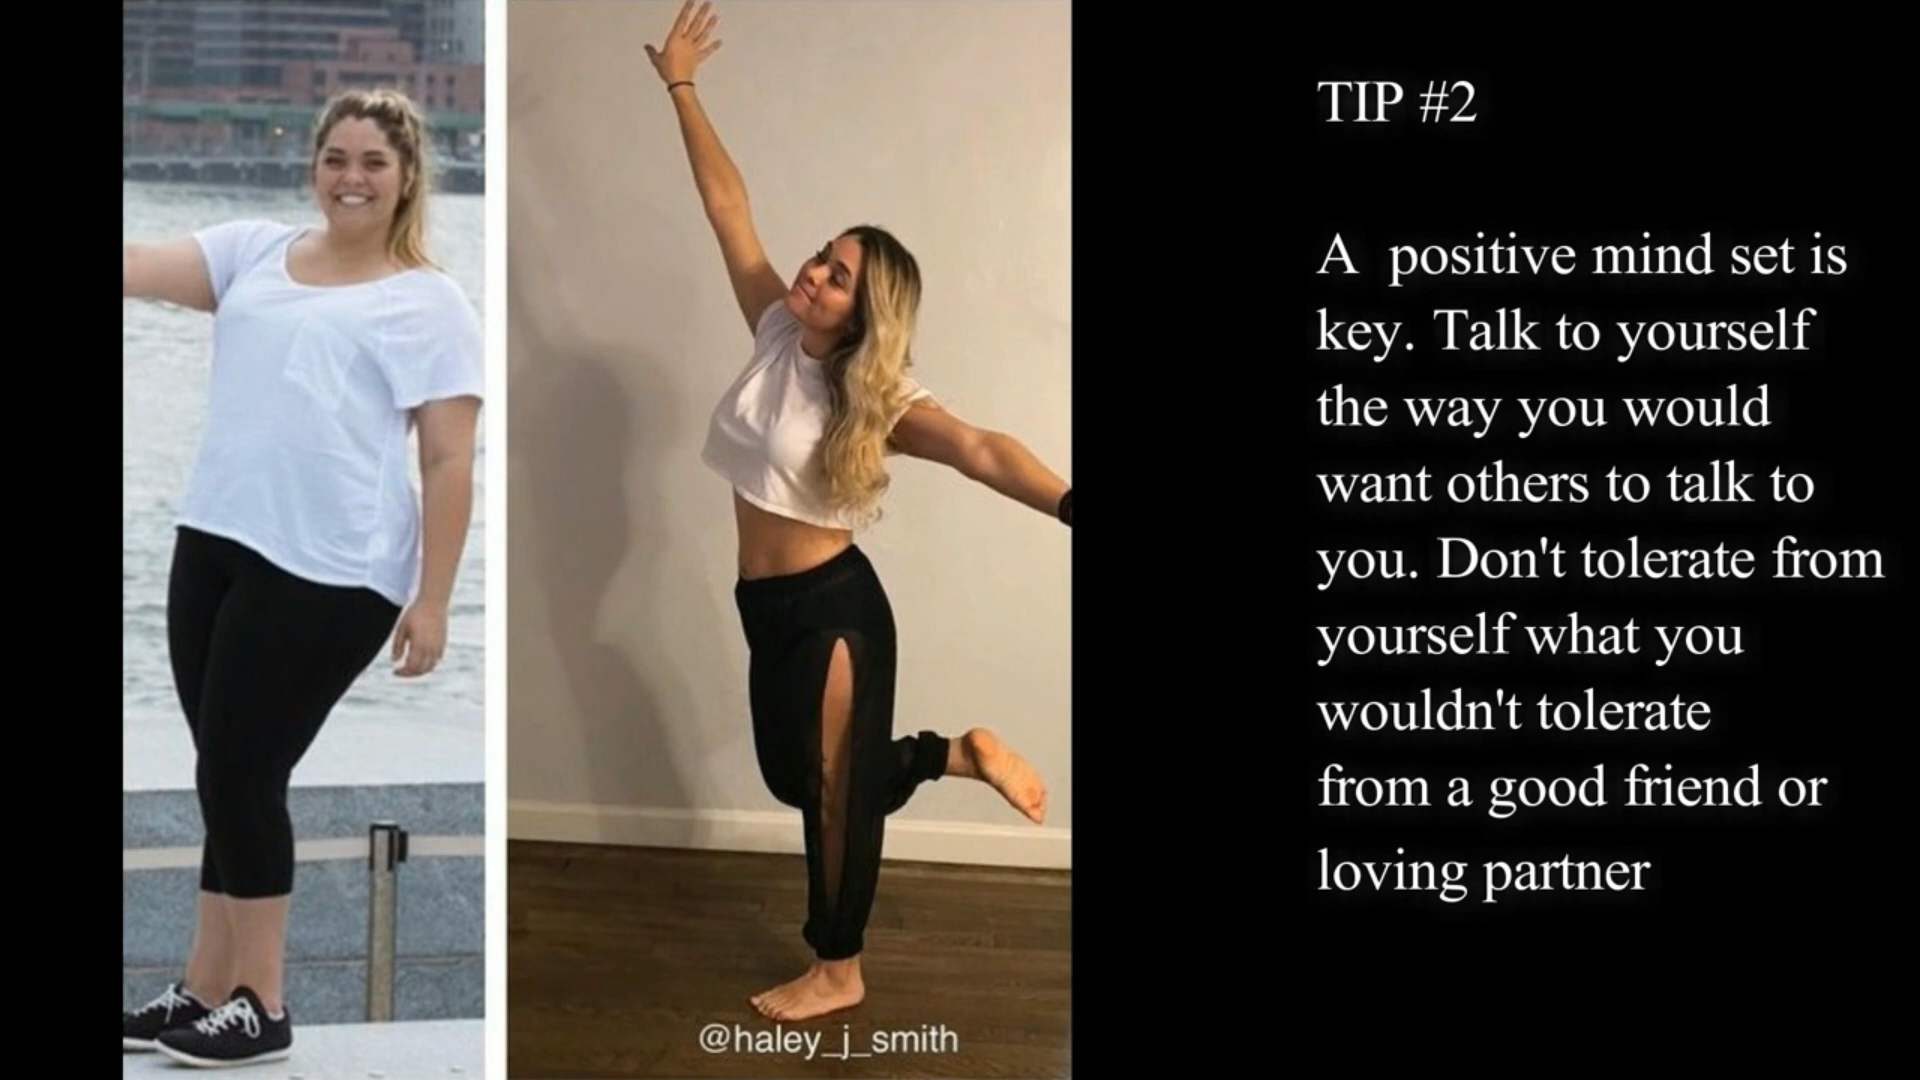 TIP #2
A positive mind set is
key. Talk to yourself
the way you would
want others to talk to
you. Don't tolerate from
yourself what you
wouldn't tolerate
from a good friend or
loving partner
@haley_j_smith